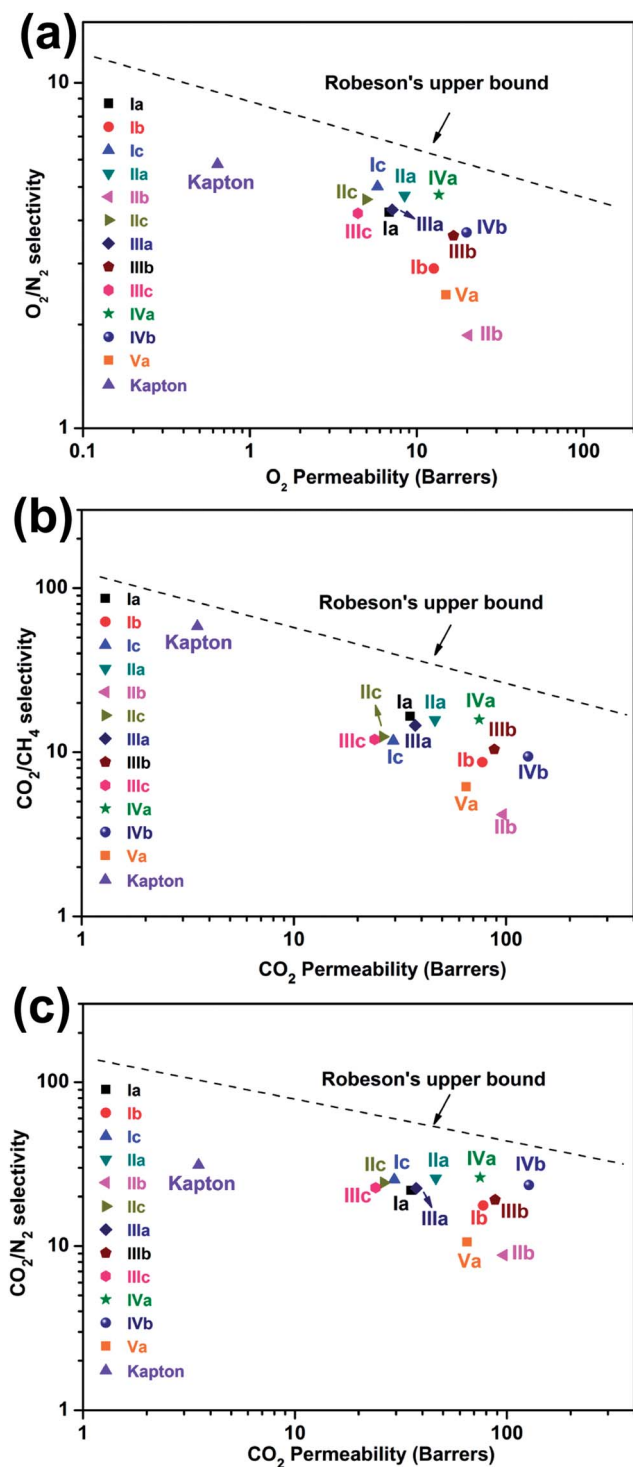 (a)
Robeson's upper bound
10
Ia
Ib
Ic
IIa
IIb
IIc
IIIa
IIIb
IIIc
IVa
IVb
Va
Kapton
Kapton
Ic
IIa
IVa
IIc
IIIc
Ia
IIIa
IVb
IIIb
Ib
Va
IIb
O2/N2 selectivity
1
0.1
1
10
100
O2 Permeability (Barrers)
(b)
Robeson's upper bound
100
Ia
Ib
Ic
IIa
IIb
IIc
IIIa
IIIb
IIIc
IVa
IVb
Va
Kapton
Kapton
IIc
Ia
IIa
IVa
IIIb
IIIc
Ic
IIIa
Ib
IVb
Va
IIb
CO2/CH4 selectivity
10
1
1
10
100
CO2 Permeability (Barrers)
(c)
Robeson's upper bound
100
Ia
Ib
Ic
IIa
IIb
IIc
IIIa
IIIb
IIIc
IVa
IVb
Va
Kapton
Kapton
IIc
Ic
IIa
IVa
IVb
IIIc
Ia
IIIa
Ib
IIIb
Va
IIb
CO2/N2 selectivity
10
1
1
10
100
CO2 Permeability (Barrers)